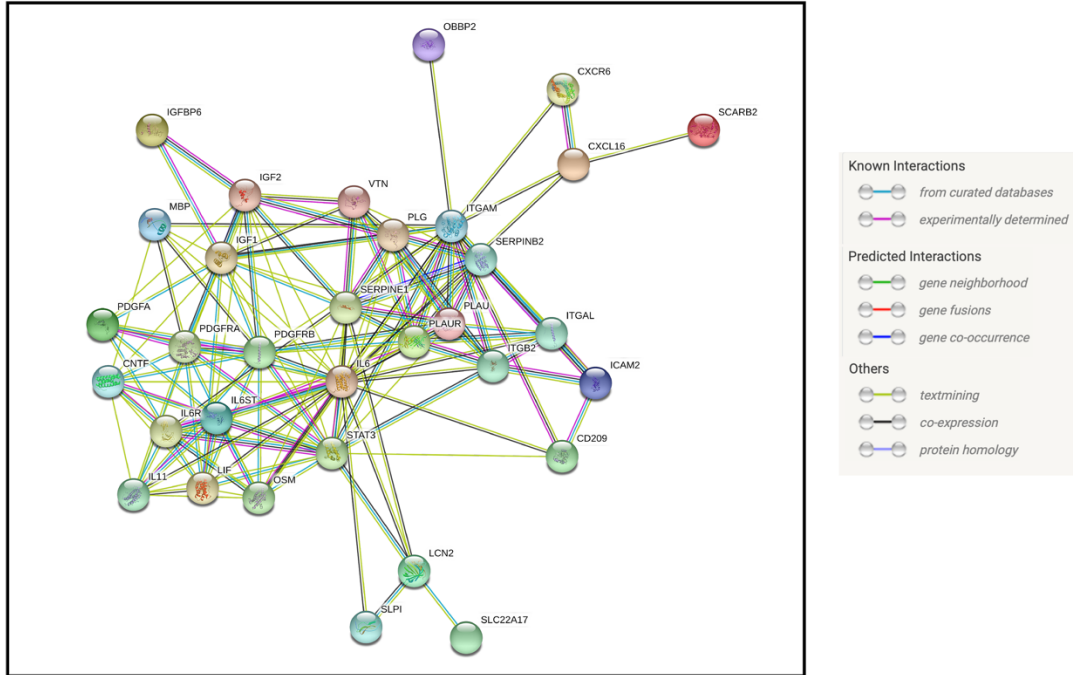 OBBP2
CXCR6
SCARB2
IGFBP6
CXCL16
IGF2
VTN
MBP
PLG
ITGAM
SERPINB2
IGF1
SERPINE1
PLAU
PDGFA
PDGFRA
PDGFRB
PLAUR
ITGAL
ITGB2
CNTF
IL6
ICAM2
IL6R
IL6ST
STAT3
CD209
IL11
LIF
OSM
LCN2
SLPI
SLC22A17
Known Interactions
from curated databases
experimentally determined
Predicted Interactions
gene neighborhood
gene fusions
gene co-occurrence
Others
textmining
co-expression
protein homology